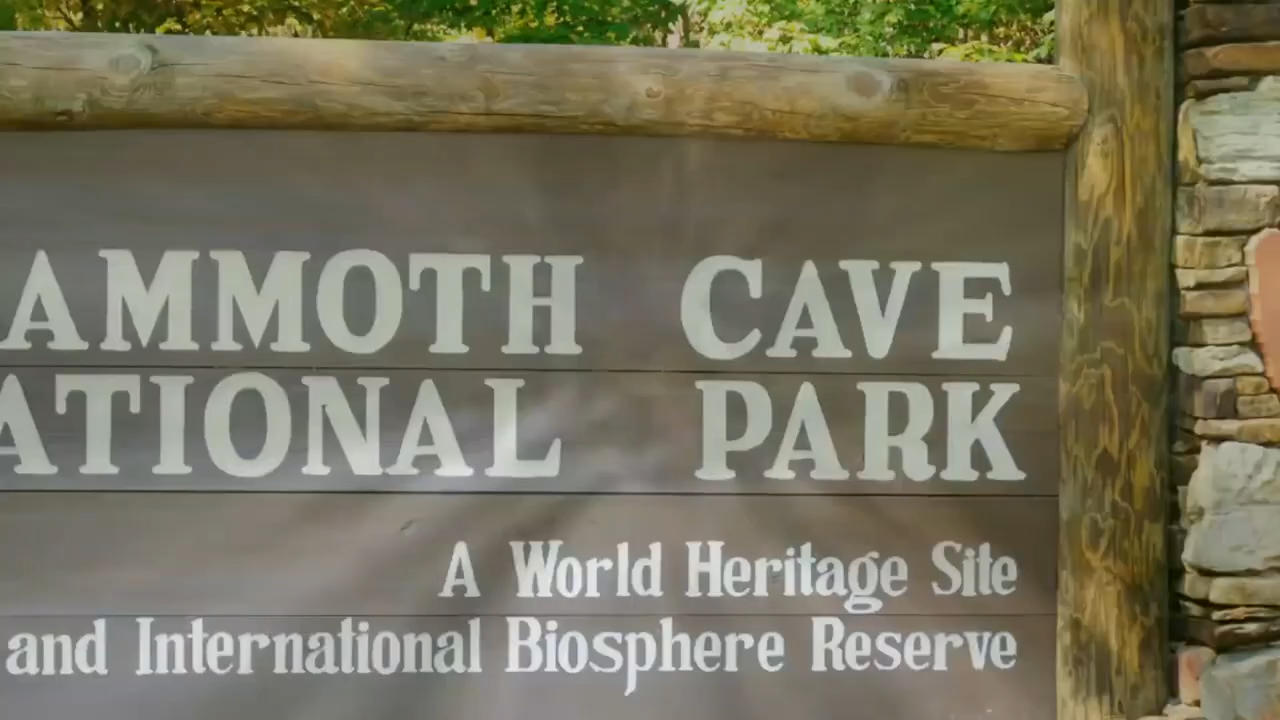 AMMOTH CAVE
ATIONAL PARK
A World Heritage Site
and International Biosphere Reserve